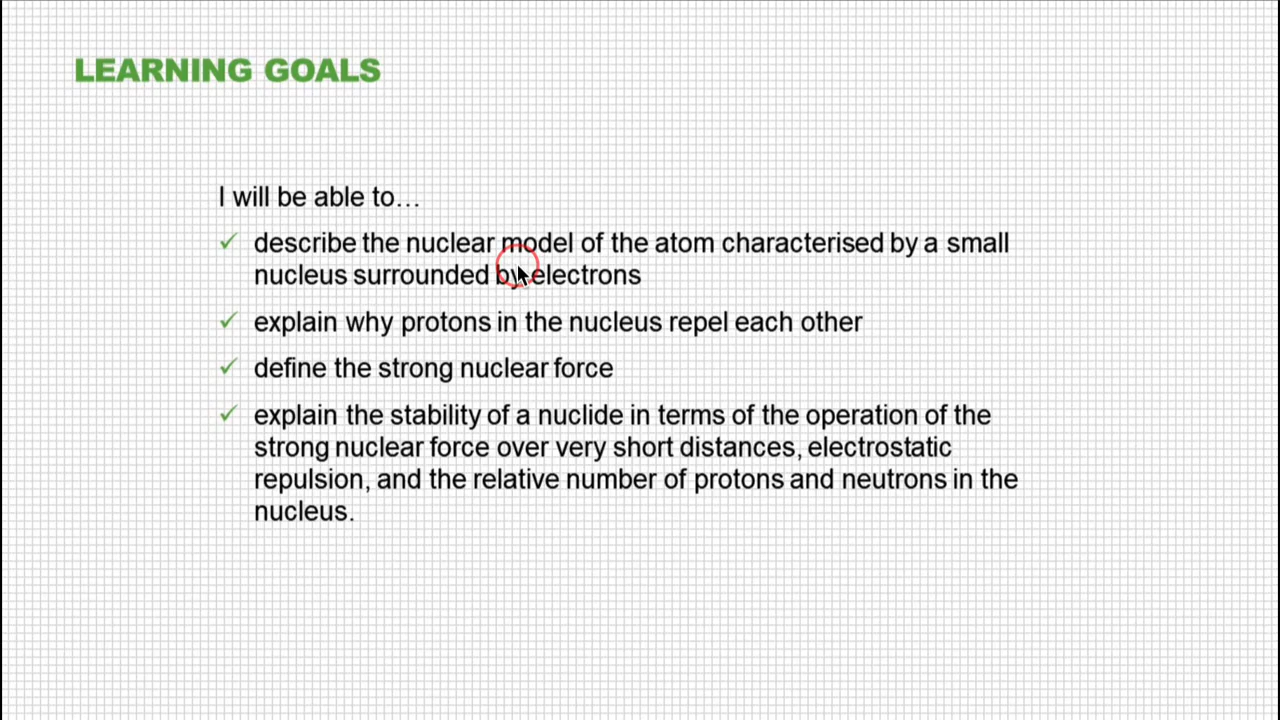 LEARNING GOALS
I will be able to…
✓ describe the nuclear model of the atom characterised by a small
nucleus surrounded by electrons
✓ explain why protons in the nucleus repel each other
✓ define the strong nuclear force
✓ explain the stability of a nuclide in terms of the operation of the
strong nuclear force over very short distances, electrostatic
repulsion, and the relative number of protons and neutrons in the
nucleus.